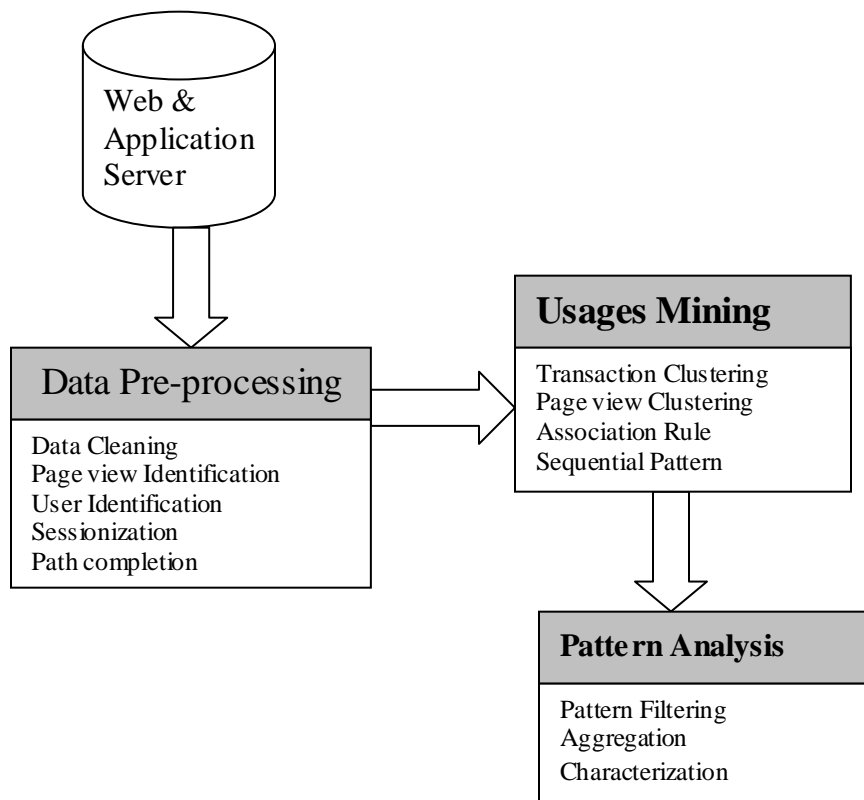 Web &
Application
Server
Data Pre-processing
Data Cleaning
Page view Identification
User Identification
Sessionization
Path completion
Usages Mining
Transaction Clustering
Page view Clustering
Association Rule
Sequential Pattern
Pattern Analysis
Pattern Filtering
Aggregation
Characterization